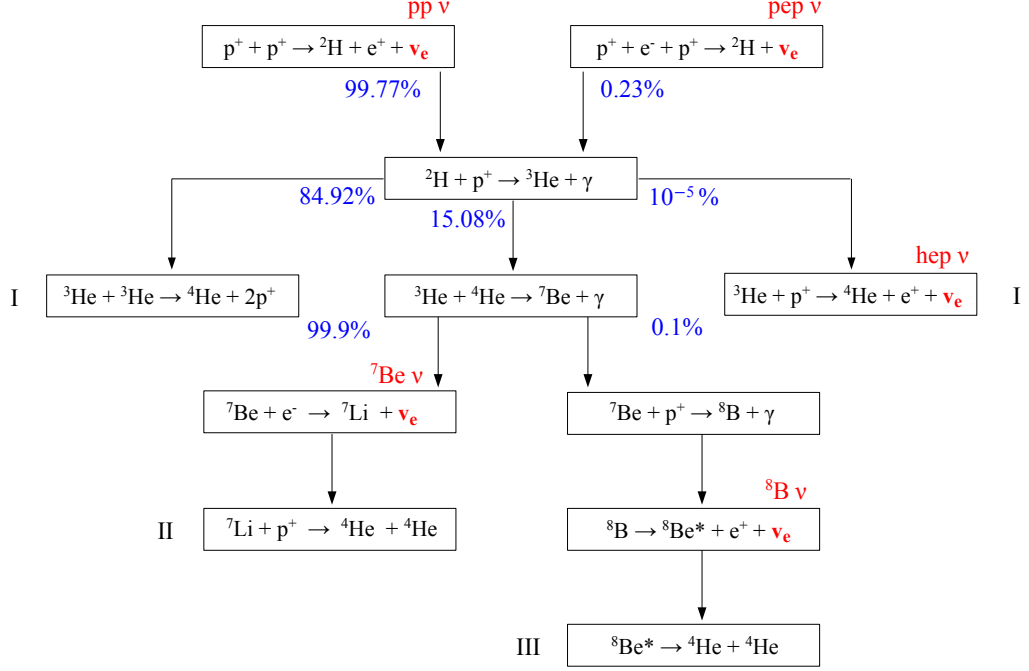 pp ν
pep ν
p⁺ + p⁺ → ²H + e⁺ + νₑ
p⁺ + e⁻ + p⁺ → ²H + νₑ
99.77%
0.23%
²H + p⁺ → ³He + γ
84.92%
15.08%
10⁻⁵%
hep ν
I
³He + ³He → ⁴He + 2p⁺
³He + ⁴He → ⁷Be + γ
³He + p⁺ → ⁴He + e⁺ + νₑ
I
99.9%
0.1%
⁷Be ν
⁷Be + e⁻ → ⁷Li + νₑ
⁷Be + p⁺ → ⁸B + γ
⁸B ν
II
⁷Li + p⁺ → ⁴He + ⁴He
⁸B → ⁸Be* + e⁺ + νₑ
III
⁸Be* → ⁴He + ⁴He